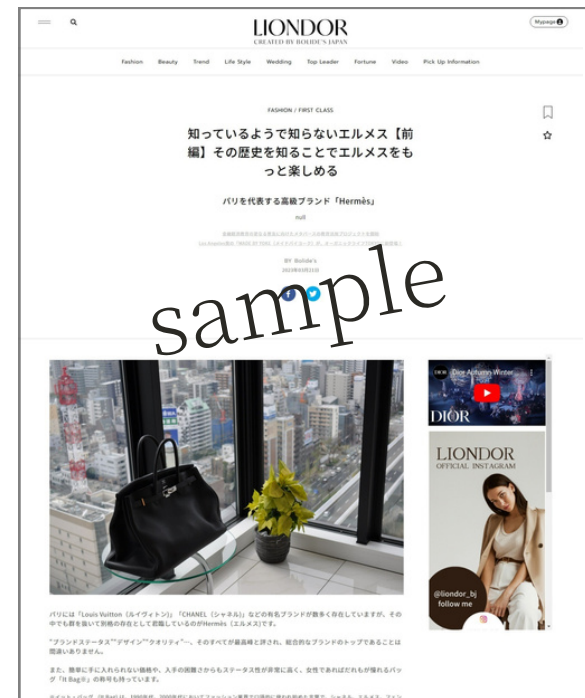 LIONDOR
CREATED BY BOLIDE'S JAPAN
Mypage
Fashion Beauty Trend Life Style Wedding Top Leader Fortune Video Pick Up Information
FASHION / FIRST CLASS
知っているようで知らないエルメス【前
編】その歴史を知ることでエルメスをも
っと楽しめる
パリを代表する高級ブランド「Hermès」
null
BY Bolide's
2023年03月21日
sample
DIOR Dior Autumn-Winter
DIOR
LIONDOR
OFFICIAL INSTAGRAM
@liondor_bj
follow me
パリには「Louis Vuitton（ルイヴィトン）」「CHANEL（シャネル)」などの有名ブランドが数多く存在していますが、その
中でも群を抜いて別格の存在として君臨しているのがHermès（エルメス)です。
"ブランドステータス""デザイン""クオリティ"…、そのすべてが最高峰と評され、総合的なブランドのトップであることは
間違いありません。
また、簡単に手に入れられない価格や、入手の困難さからもステータス性が非常に高く、女性であればだれもが憧れるバッ
グ「It Bag※」の称号も持っています。